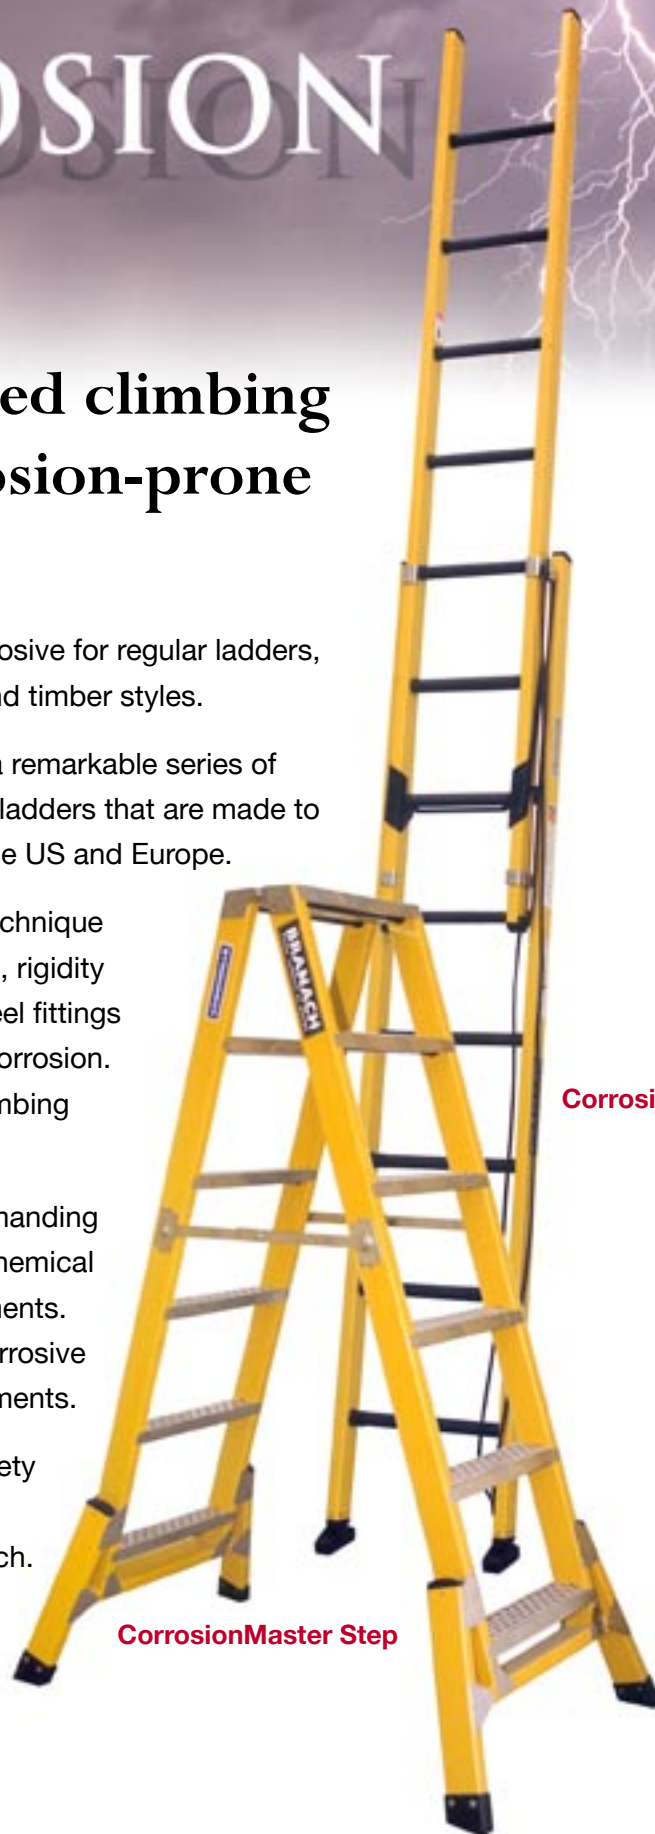 OSION
ed climbing
osion-prone
osive for regular ladders,
nd timber styles.
a remarkable series of
ladders that are made to
e US and Europe.
chnique
, rigidity
el fittings
orrosion.
mbing
manding
hemical
ents.
rrosive
ments.
ety
ch.
BRANACH
Corrosi
CorrosionMaster Step